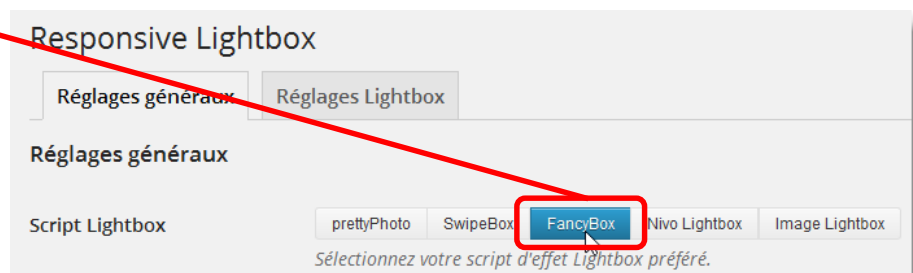 Responsive Lightbox
Réglages généraux Réglages Lightbox
Réglages généraux
Script Lightbox prettyPhoto SwipeBox FancyBox Nivo Lightbox Image Lightbox
Sélectionnez votre script d'effet Lightbox préféré.